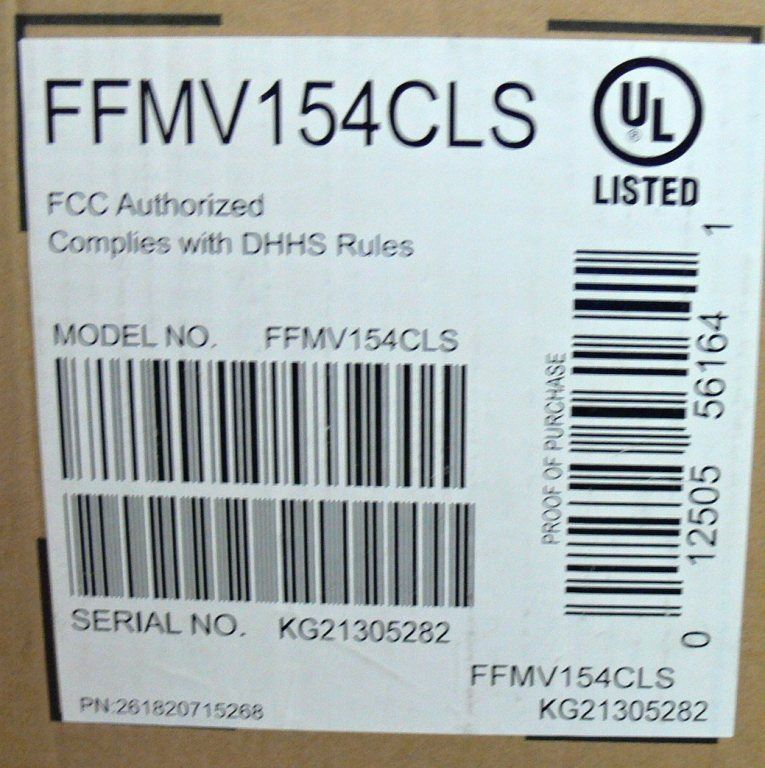 FFMV154CLS
UL
®
LISTED
FCC Authorized
Complies with DHHS Rules
MODEL NO. FFMV154CLS
SERIAL NO. KG21305282
PN:261820715268
PROOF OF PURCHASE
0 12505 56164 1
FFMV154CLS
KG21305282